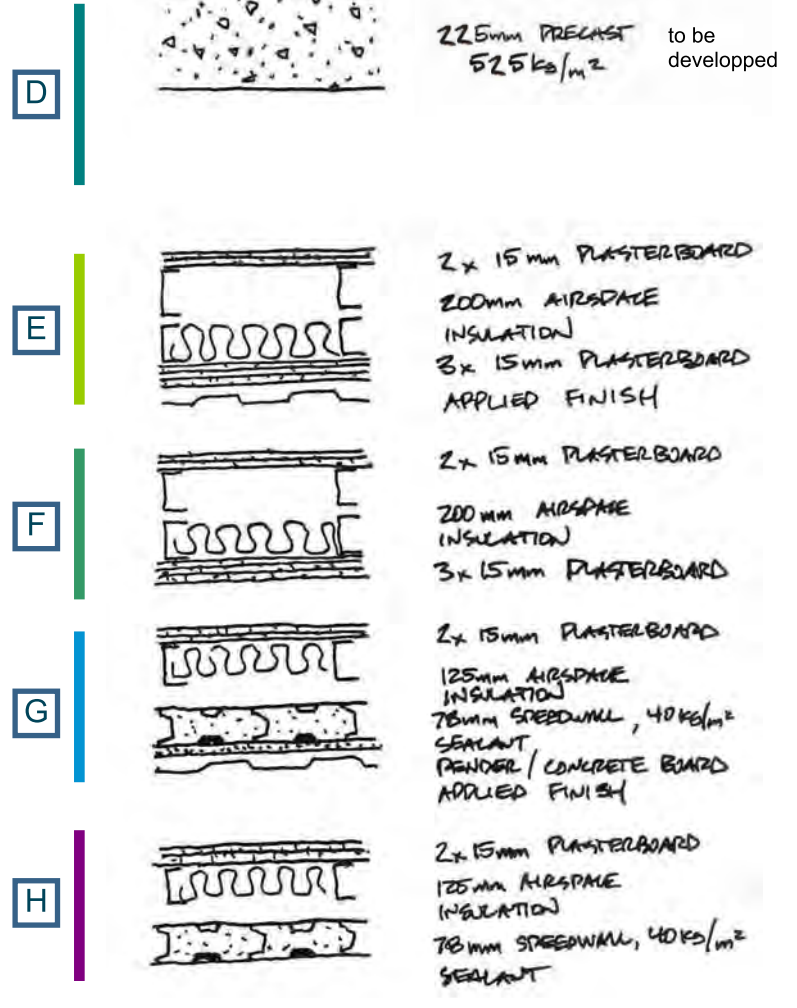 D
225mm PRECAST
525kg/m²
to be
developped
E
2x 15mm PLASTERBOARD
200mm AIRSPACE
INSULATION
3x 15mm PLASTERBOARD
APPLIED FINISH
F
2x 15mm PLASTERBOARD
200mm AIRSPACE
INSULATION
3x 15mm PLASTERBOARD
G
2x 15mm PLASTERBOARD
125mm AIRSPACE
INSULATION
78mm SPEEDWALL, 40kg/m²
SEALANT
RENDER / CONCRETE BOARD
APPLIED FINISH
H
2x 15mm PLASTERBOARD
125mm AIRSPACE
INSULATION
78mm SPEEDWALL, 40kg/m²
SEALANT